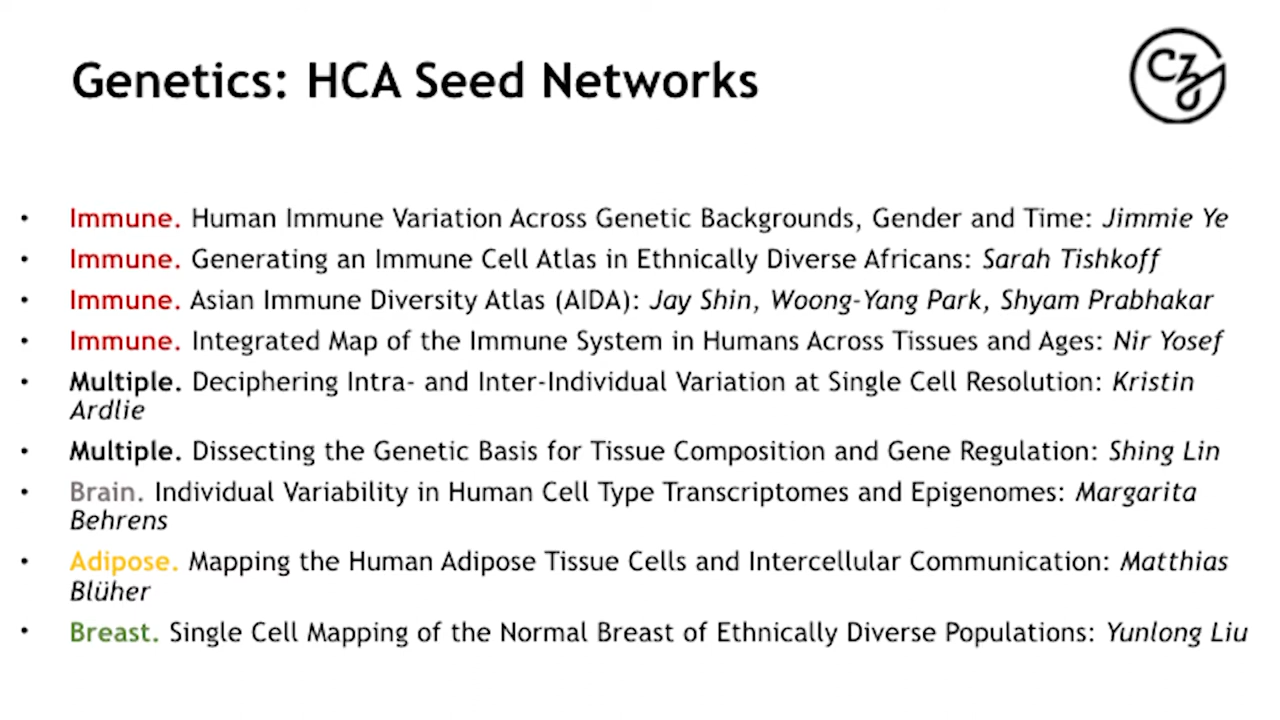 Genetics: HCA Seed Networks
CZ
• Immune. Human Immune Variation Across Genetic Backgrounds, Gender and Time: Jimmie Ye
• Immune. Generating an Immune Cell Atlas in Ethnically Diverse Africans: Sarah Tishkoff
• Immune. Asian Immune Diversity Atlas (AIDA): Jay Shin, Woong-Yang Park, Shyam Prabhakar
• Immune. Integrated Map of the Immune System in Humans Across Tissues and Ages: Nir Yosef
• Multiple. Deciphering Intra- and Inter-Individual Variation at Single Cell Resolution: Kristin
Ardlie
• Multiple. Dissecting the Genetic Basis for Tissue Composition and Gene Regulation: Shing Lin
• Brain. Individual Variability in Human Cell Type Transcriptomes and Epigenomes: Margarita
Behrens
• Adipose. Mapping the Human Adipose Tissue Cells and Intercellular Communication: Matthias
Blüher
• Breast. Single Cell Mapping of the Normal Breast of Ethnically Diverse Populations: Yunlong Liu